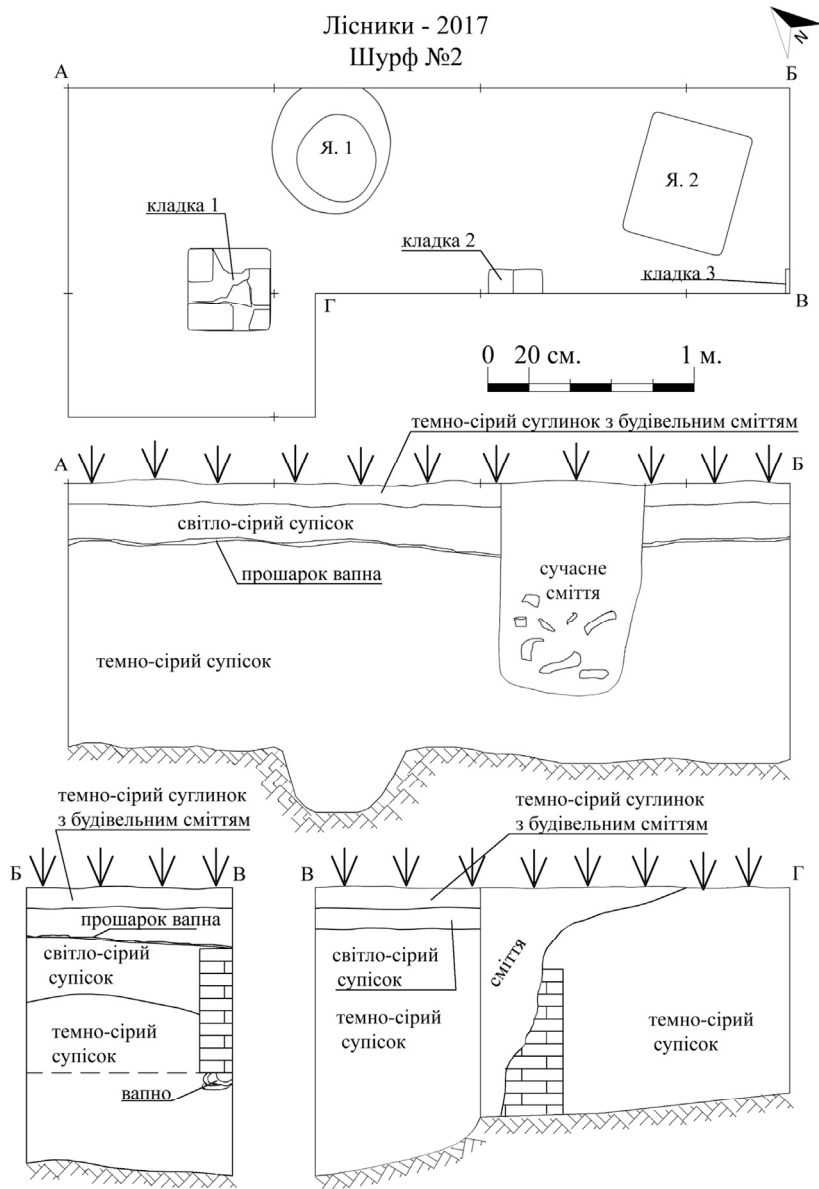 Лісники - 2017
Шурф №2
N
А
Б
Я. 1
Я. 2
кладка 1
кладка 2
кладка 3
Г
В
0 20 см. 1 м.
темно-сірий суглинок з будівельним сміттям
А
Б
світло-сірий супісок
прошарок вапна
сучасне
сміття
темно-сірий супісок
темно-сірий суглинок
з будівельним сміттям
Б
В
прошарок вапна
світло-сірий
супісок
темно-сірий
супісок
вапно
темно-сірий суглинок
з будівельним сміттям
В
Г
світло-сірий
супісок
сміття
темно-сірий
супісок
темно-сірий
супісок